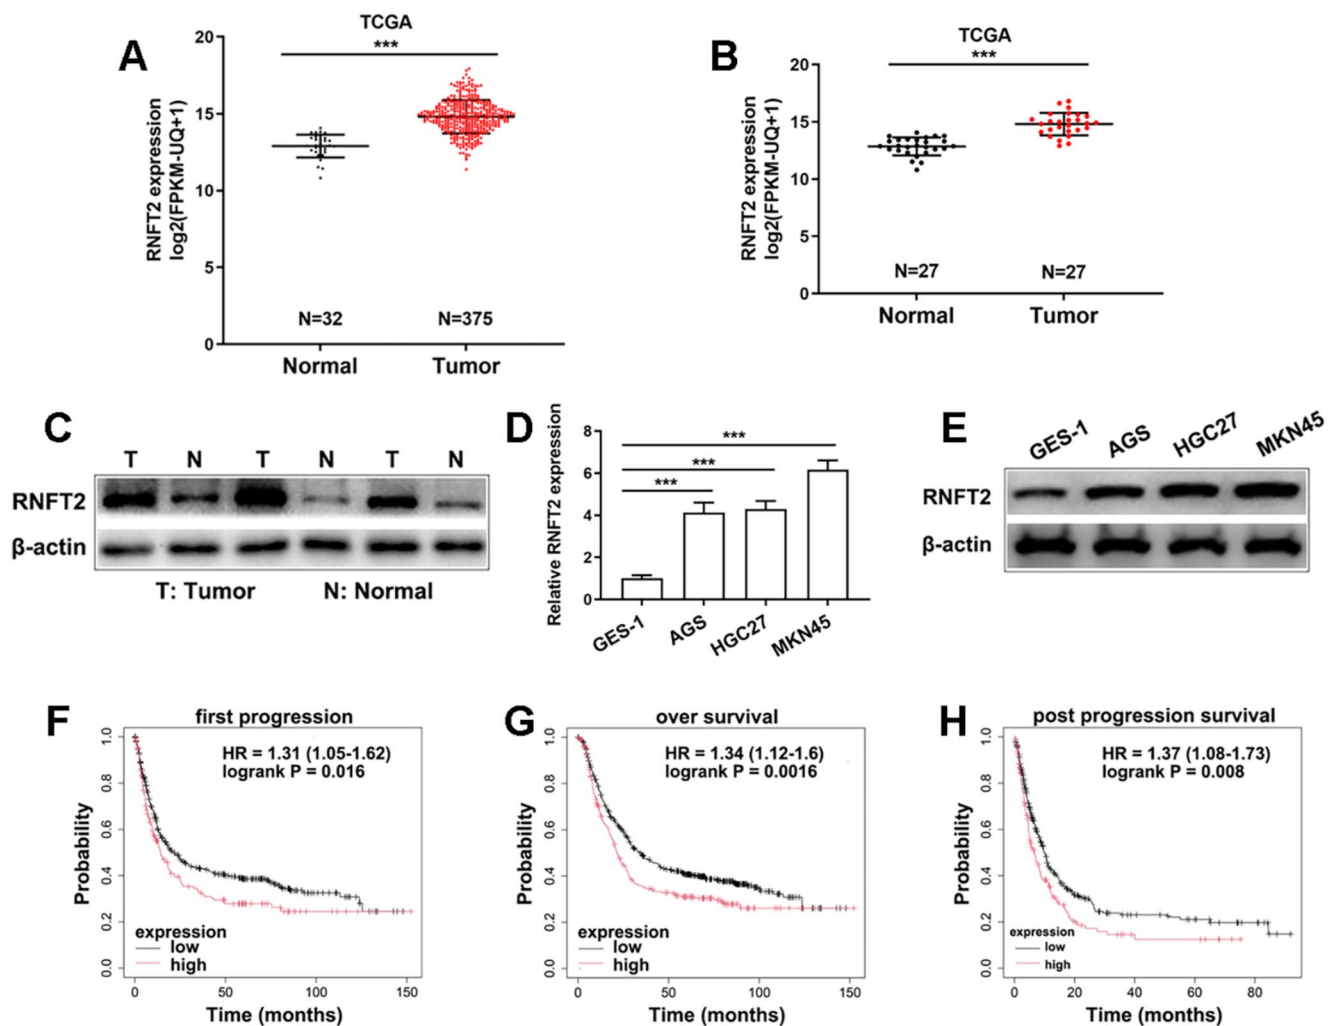 A
TCGA
***
RNFT2 expression
log2(FPKM-UQ+1)
20
15
10
5
0
N=32
N=375
Normal
Tumor
B
TCGA
***
RNFT2 expression
log2(FPKM-UQ+1)
20
15
10
5
0
N=27
N=27
Normal
Tumor
C
T N T N T N
RNFT2
β-actin
T: Tumor N: Normal
D
Relative RNFT2 expression
8
6
4
2
0
***
***
***
GES-1
AGS
HGC27
MKN45
E
GES-1
AGS
HGC27
MKN45
RNFT2
β-actin
F
first progression
HR = 1.31 (1.05-1.62)
logrank P = 0.016
Probability
1.0
0.8
0.6
0.4
0.2
0.0
expression
low
high
0 50 100 150
Time (months)
G
over survival
HR = 1.34 (1.12-1.6)
logrank P = 0.0016
Probability
1.0
0.8
0.6
0.4
0.2
0.0
expression
low
high
0 50 100 150
Time (months)
H
post progression survival
HR = 1.37 (1.08-1.73)
logrank P = 0.008
Probability
1.0
0.8
0.6
0.4
0.2
0.0
expression
low
high
0 20 40 60 80
Time (months)